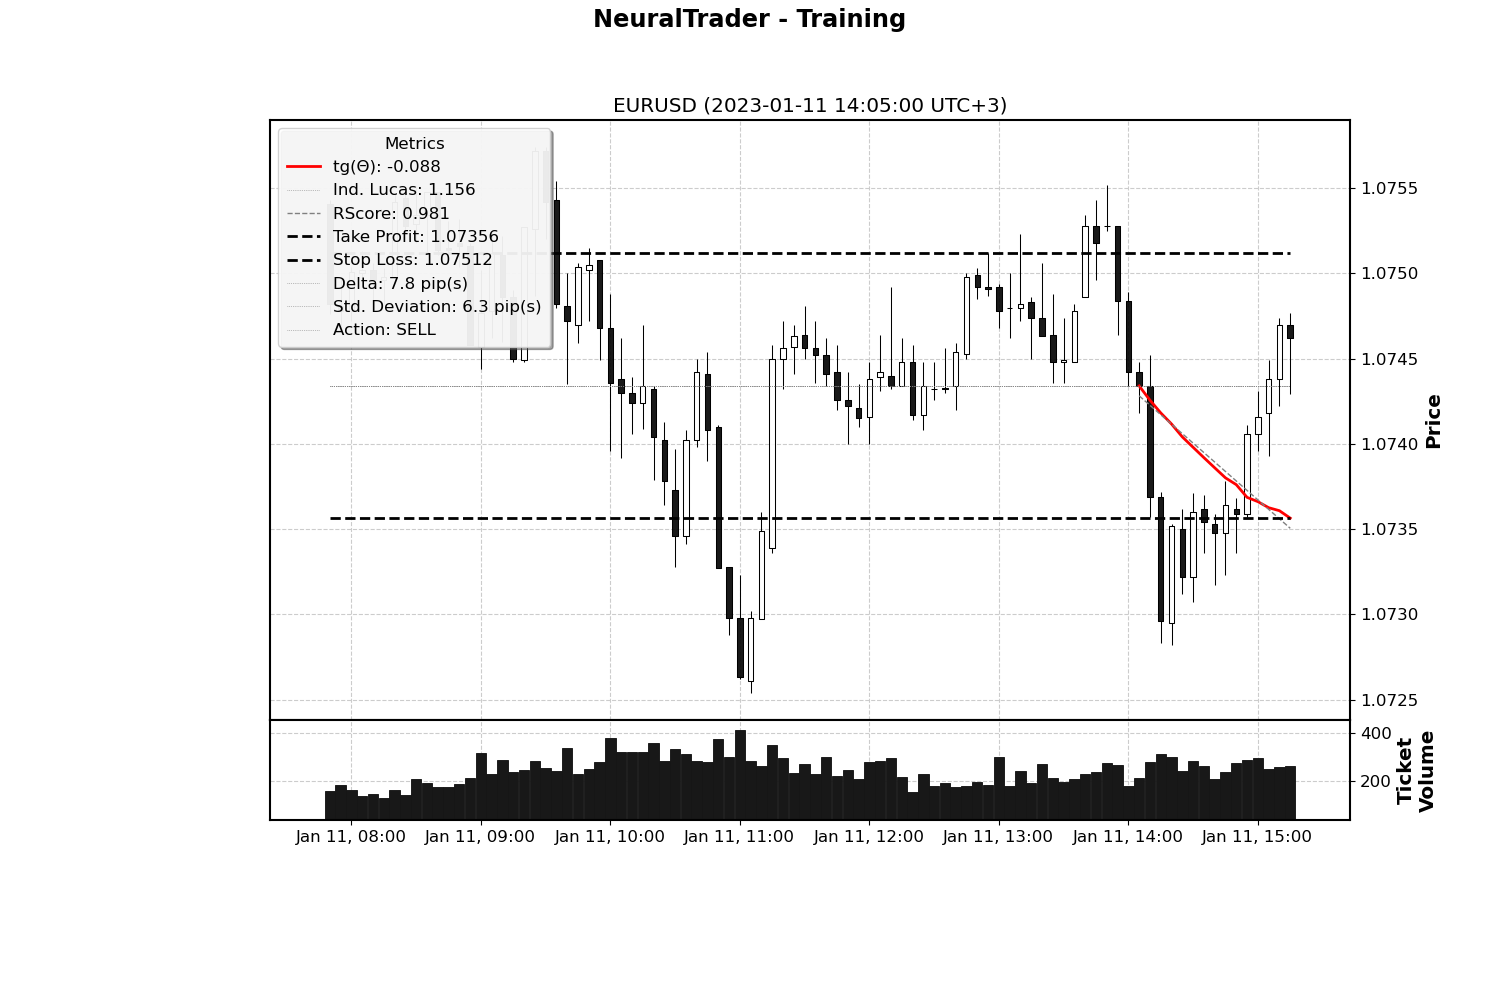 NeuralTrader - Training
EURUSD (2023-01-11 14:05:00 UTC+3)
Metrics
tg(Θ): -0.088
Ind. Lucas: 1.156
RScore: 0.981
Take Profit: 1.07356
Stop Loss: 1.07512
Delta: 7.8 pip(s)
Std. Deviation: 6.3 pip(s)
Action: SELL
1.0755
1.0750
1.0745
1.0740
1.0735
1.0730
1.0725
Price
400
200
Ticket
Volume
Jan 11, 08:00
Jan 11, 09:00
Jan 11, 10:00
Jan 11, 11:00
Jan 11, 12:00
Jan 11, 13:00
Jan 11, 14:00
Jan 11, 15:00